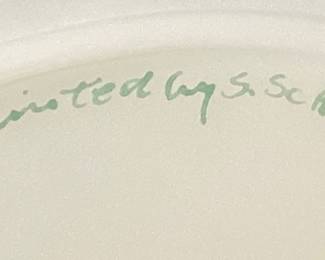 inted by S. Sc